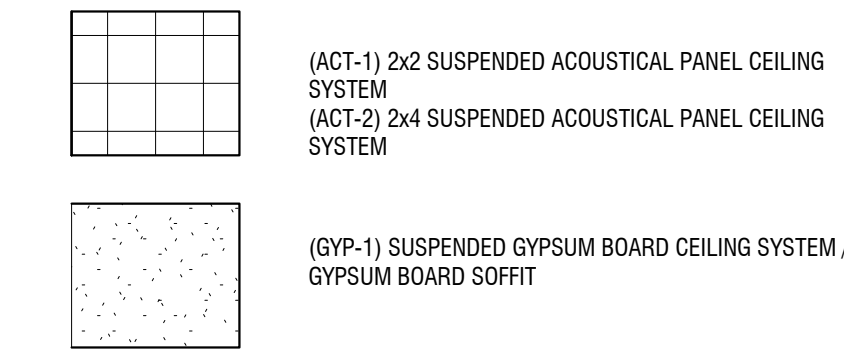 (ACT-1) 2x2 SUSPENDED ACOUSTICAL PANEL CEILING
SYSTEM
(ACT-2) 2x4 SUSPENDED ACOUSTICAL PANEL CEILING
SYSTEM
(GYP-1) SUSPENDED GYPSUM BOARD CEILING SYSTEM /
GYPSUM BOARD SOFFIT